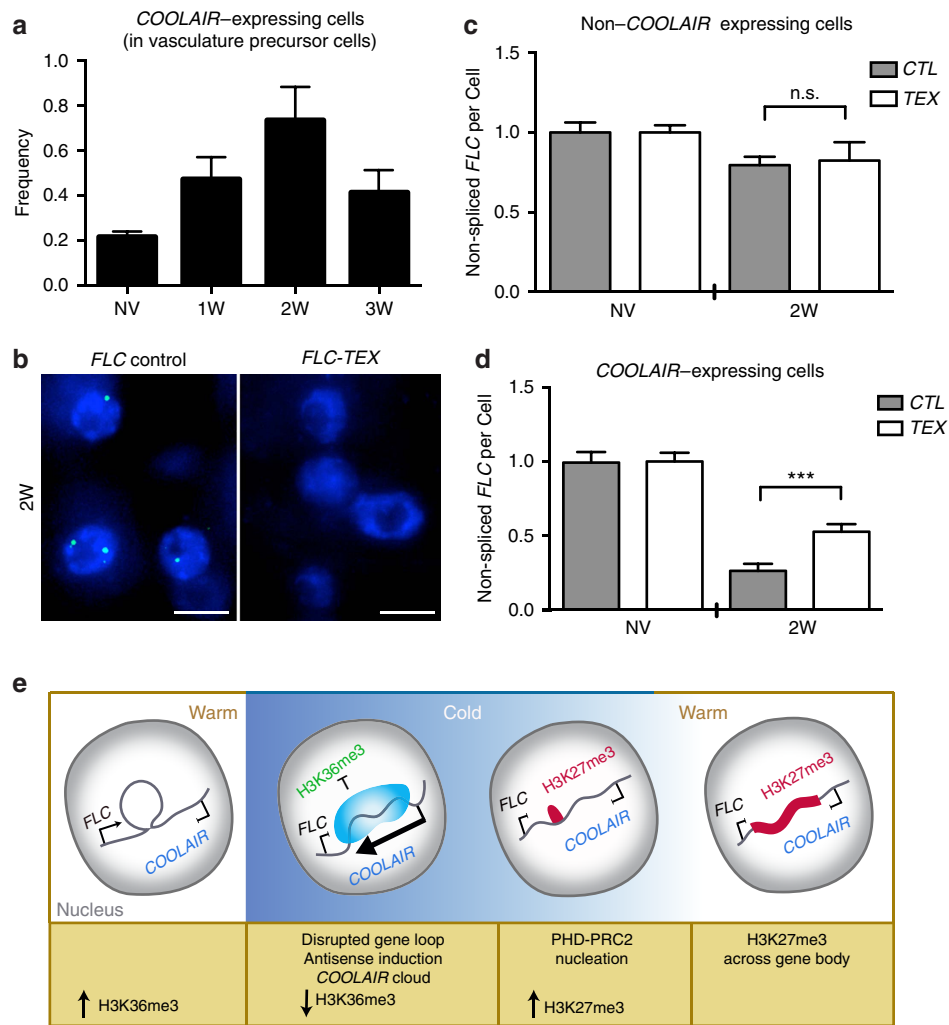 a
COOLAIR–expressing cells
(in vasculature precursor cells)
Frequency
1.0
0.8
0.6
0.4
0.2
0.0
NV 1W 2W 3W
b
FLC control FLC-TEX
2W
c
Non–COOLAIR expressing cells
Non-spliced FLC per Cell
1.5
1.0
0.5
0.0
CTL
TEX
n.s.
NV 2W
d
COOLAIR–expressing cells
Non-spliced FLC per Cell
1.5
1.0
0.5
0.0
CTL
TEX
***
NV 2W
e
Warm Cold Warm
FLC
COOLAIR
Nucleus
H3K36me3
FLC
COOLAIR
H3K27me3
FLC
COOLAIR
H3K27me3
FLC
COOLAIR
↑ H3K36me3
Disrupted gene loop
Antisense induction
COOLAIR cloud
↓ H3K36me3
PHD-PRC2
nucleation
↑ H3K27me3
H3K27me3
across gene body